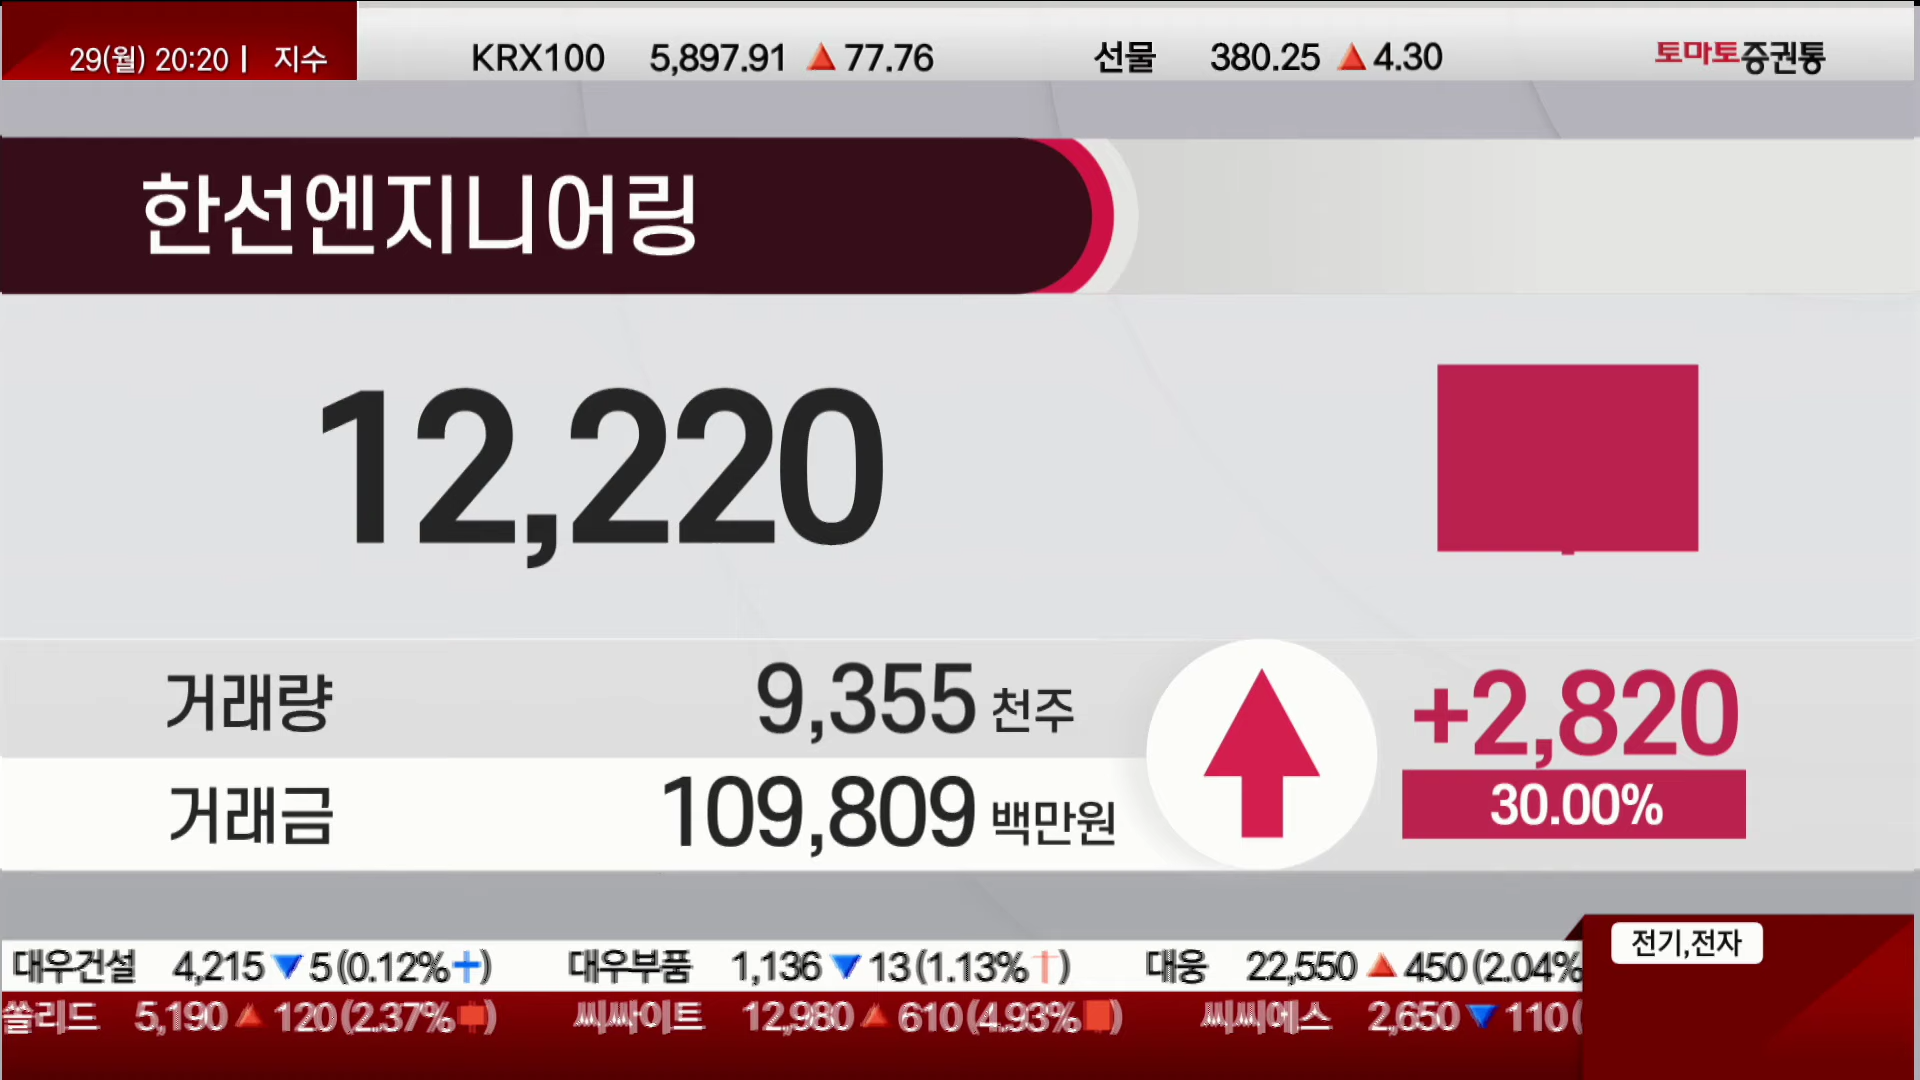 29(월) 20:20 | 지수 KRX100 5,897.91 ▲77.76 선물 380.25 ▲4.30 토마토증권통
한선엔지니어링
12,220
거래량 9,355 천주
거래금 109,809 백만원
+2,820
30.00%
전기,전자
대우건설 4,215▼5(0.12%+) 대우부품 1,136▼13(1.13%†) 대웅 22,550▲450(2.04%
쏠리드 5,190▲120(2.37%■) 씨싸이트 12,980▲610(4.93%■) 씨씨에스 2,650▼110(